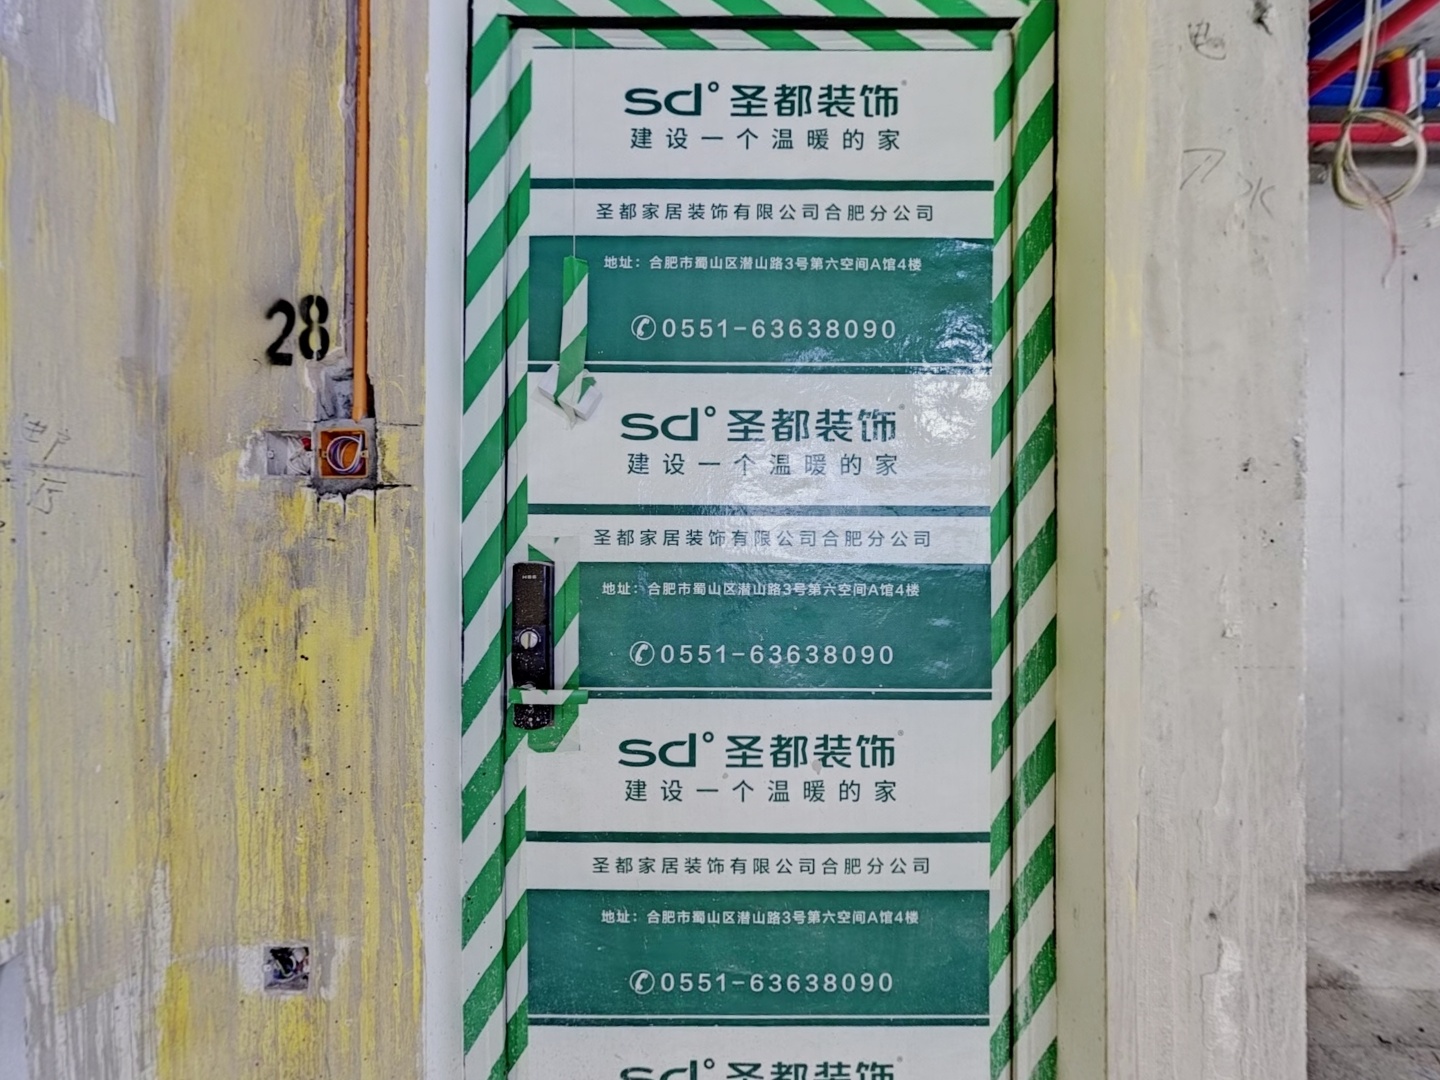 sd°圣都装饰
建设一个温暖的家
圣都家居装饰有限公司合肥分公司
地址：合肥市蜀山区潜山路3号第六空间A馆4楼
0551-63638090
28
sd°圣都装饰
建设一个温暖的家
圣都家居装饰有限公司合肥分公司
地址：合肥市蜀山区潜山路3号第六空间A馆4楼
0551-63638090
sd°圣都装饰
建设一个温暖的家
圣都家居装饰有限公司合肥分公司
地址：合肥市蜀山区潜山路3号第六空间A馆4楼
0551-63638090
sd°圣都装饰